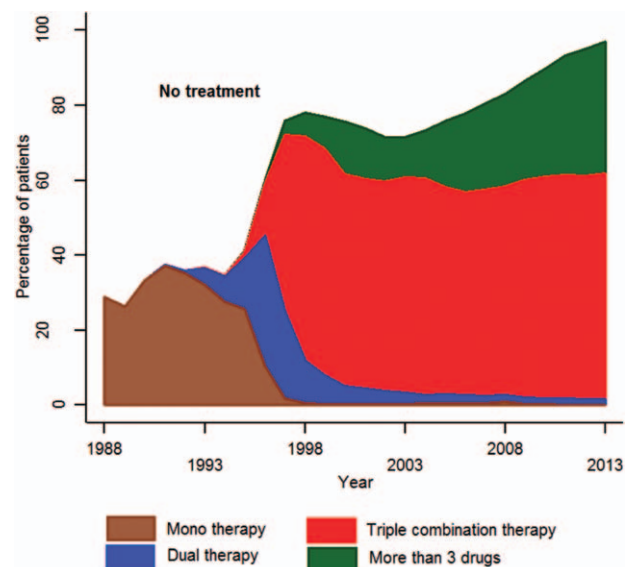 100
80
60
40
20
0
Percentage of patients
No treatment
1988
1993
1998
2003
2008
2013
Year
Mono therapy
Triple combination therapy
Dual therapy
More than 3 drugs